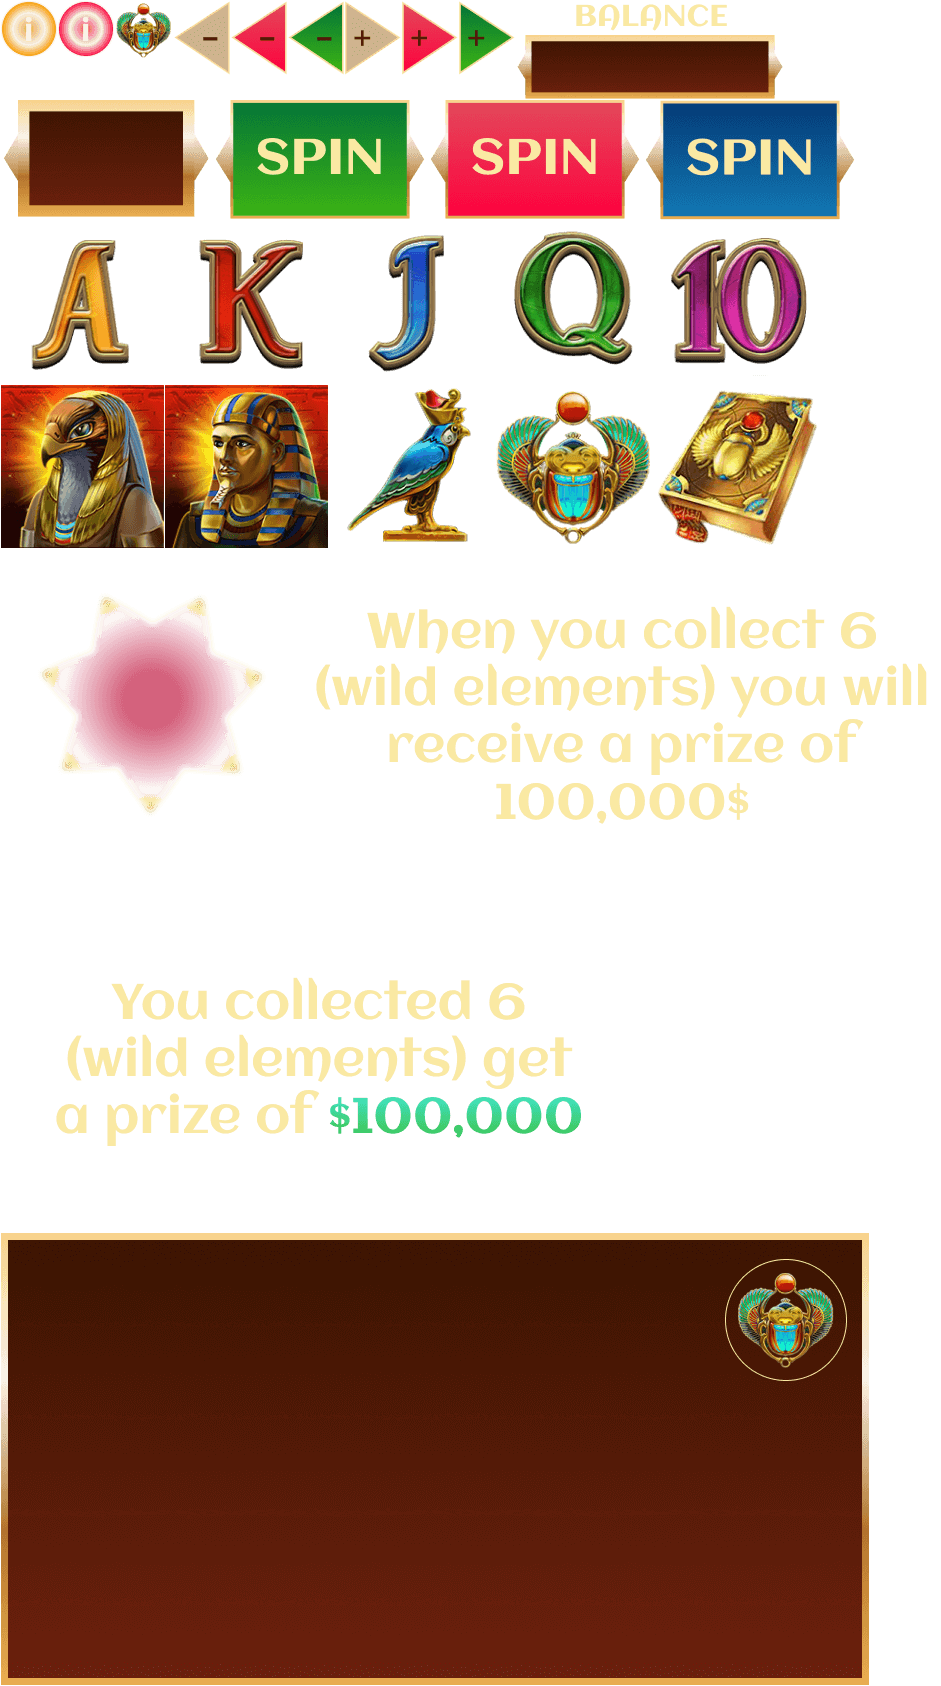 i i - - - + + +
BALANCE
SPIN SPIN SPIN
A K J Q 10
When you collect 6
(wild elements) you will
receive a prize of
100,000$
You collected 6
(wild elements) get
a prize of $100,000